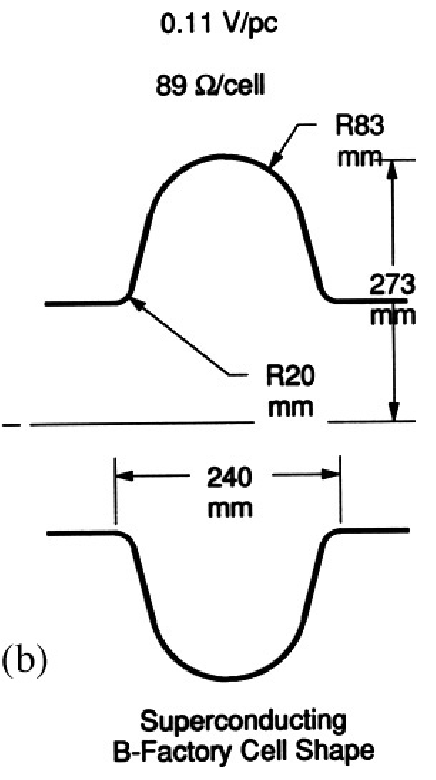 0.11 V/pc
89 Ω/cell
R83
mm
273
mm
R20
mm
240
mm
(b)
Superconducting
B-Factory Cell Shape